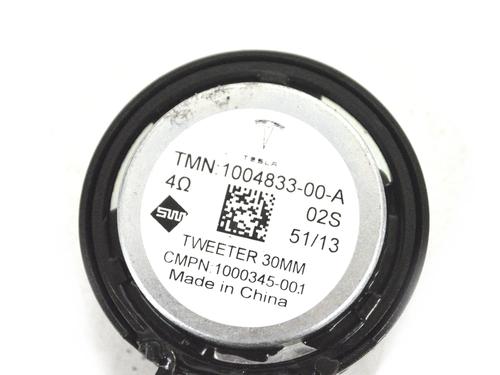 TESLA
TMN:1004833-00-A
4Ω
02S
51/13
SW
TWEETER 30MM
CMPN:1000345-00.1
Made in China